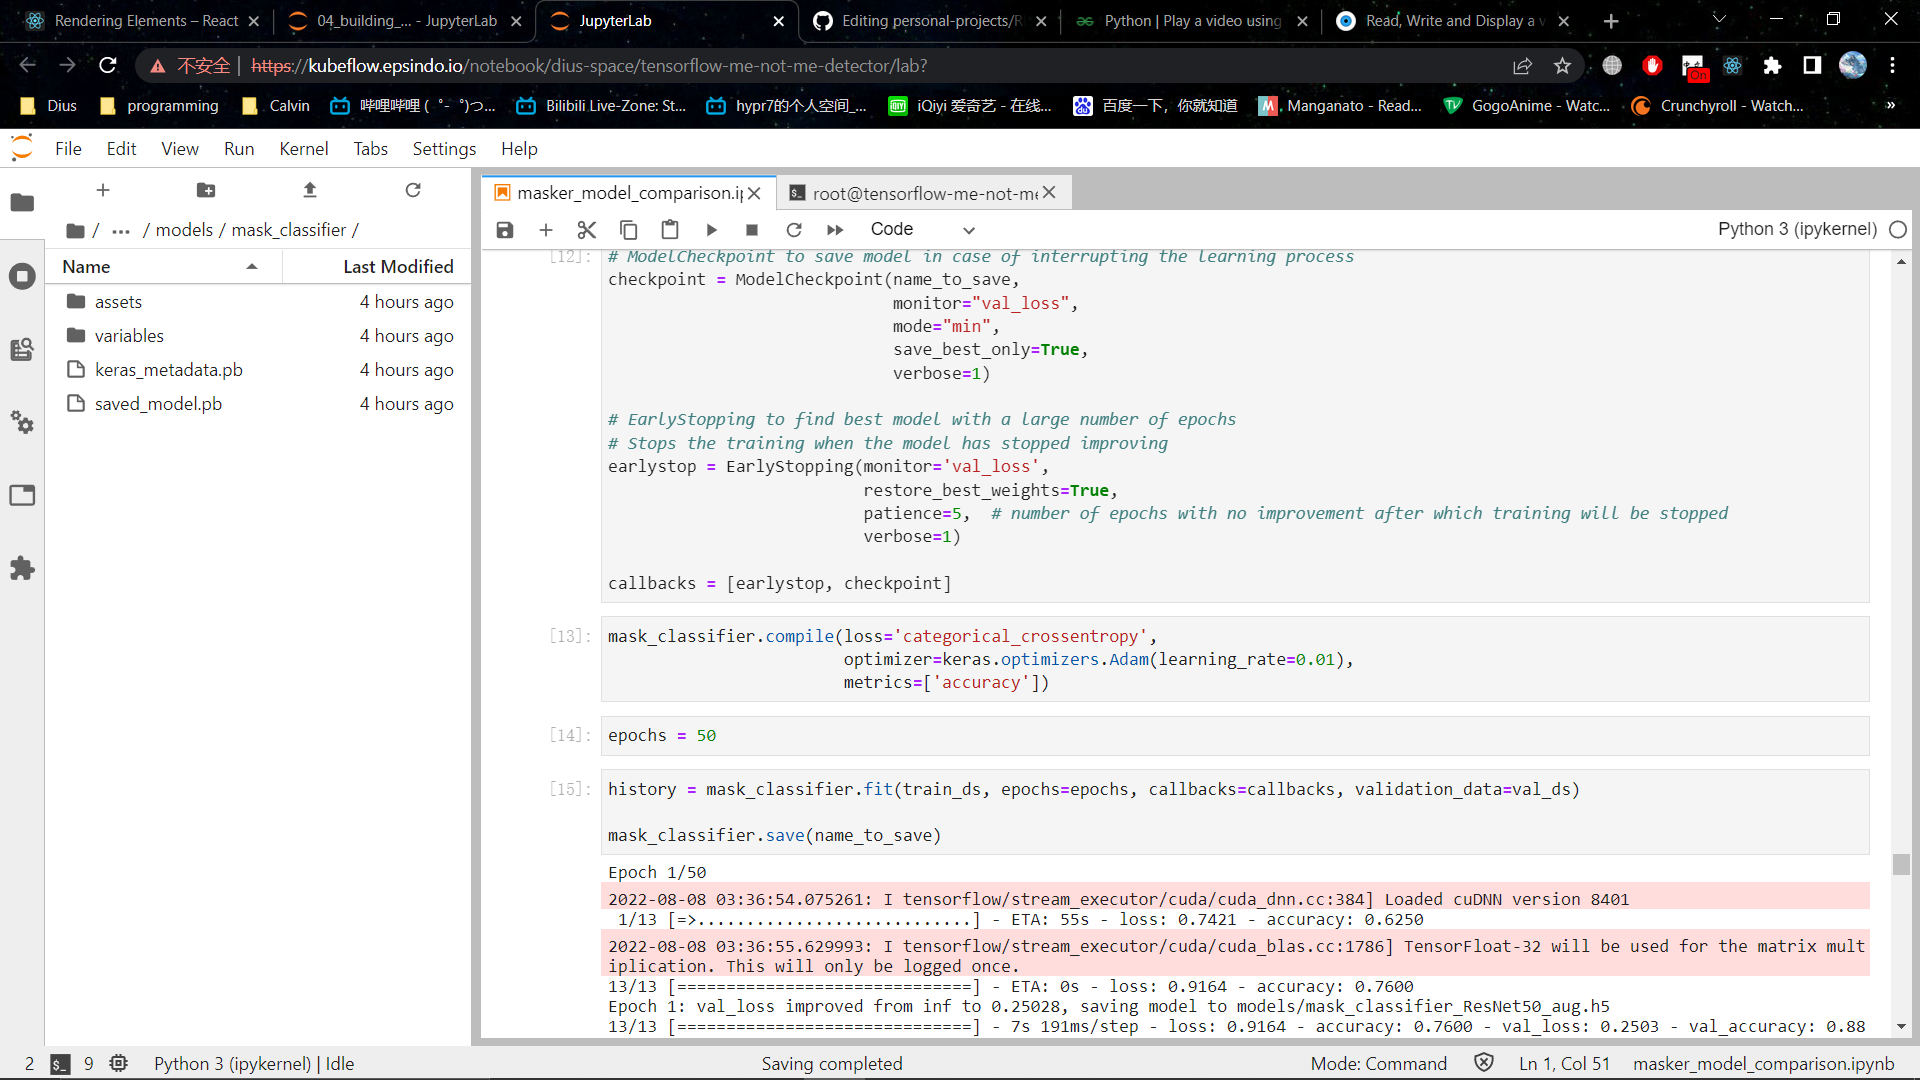 Rendering Elements – React
04_building_... - JupyterLab
JupyterLab
Editing personal-projects/R
Python | Play a video using
Read, Write and Display a v
不安全 | https://kubeflow.epsindo.io/notebook/dius-space/tensorflow-me-not-me-detector/lab?
On
Dius
programming
Calvin
哔哩哔哩 ( ゜- ゜)つ...
Bilibili Live-Zone: St...
hypr7的个人空间_...
iQiyi 爱奇艺 - 在线...
百度一下，你就知道
Manganato - Read...
GogoAnime - Watc...
Crunchyroll - Watch...
»
File Edit View Run Kernel Tabs Settings Help
/ ... / models / mask_classifier /
Name Last Modified
assets 4 hours ago
variables 4 hours ago
keras_metadata.pb 4 hours ago
saved_model.pb 4 hours ago
masker_model_comparison.i
root@tensorflow-me-not-me
Code
Python 3 (ipykernel)
[12]: # ModelCheckpoint to save model in case of interrupting the learning process
checkpoint = ModelCheckpoint(name_to_save,
monitor="val_loss",
mode="min",
save_best_only=True,
verbose=1)
# EarlyStopping to find best model with a large number of epochs
# Stops the training when the model has stopped improving
earlystop = EarlyStopping(monitor='val_loss',
restore_best_weights=True,
patience=5,  # number of epochs with no improvement after which training will be stopped
verbose=1)
callbacks = [earlystop, checkpoint]
[13]: mask_classifier.compile(loss='categorical_crossentropy',
optimizer=keras.optimizers.Adam(learning_rate=0.01),
metrics=['accuracy'])
[14]: epochs = 50
[15]: history = mask_classifier.fit(train_ds, epochs=epochs, callbacks=callbacks, validation_data=val_ds)
mask_classifier.save(name_to_save)
Epoch 1/50
2022-08-08 03:36:54.075261: I tensorflow/stream_executor/cuda/cuda_dnn.cc:384] Loaded cuDNN version 8401
1/13 [=>............................] - ETA: 55s - loss: 0.7421 - accuracy: 0.6250
2022-08-08 03:36:55.629993: I tensorflow/stream_executor/cuda/cuda_blas.cc:1786] TensorFloat-32 will be used for the matrix mult
iplication. This will only be logged once.
13/13 [==============================] - ETA: 0s - loss: 0.9164 - accuracy: 0.7600
Epoch 1: val_loss improved from inf to 0.25028, saving model to models/mask_classifier_ResNet50_aug.h5
13/13 [==============================] - 7s 191ms/step - loss: 0.9164 - accuracy: 0.7600 - val_loss: 0.2503 - val_accuracy: 0.88
2 $_ 9 Python 3 (ipykernel) | Idle
Saving completed
Mode: Command
Ln 1, Col 51
masker_model_comparison.ipynb